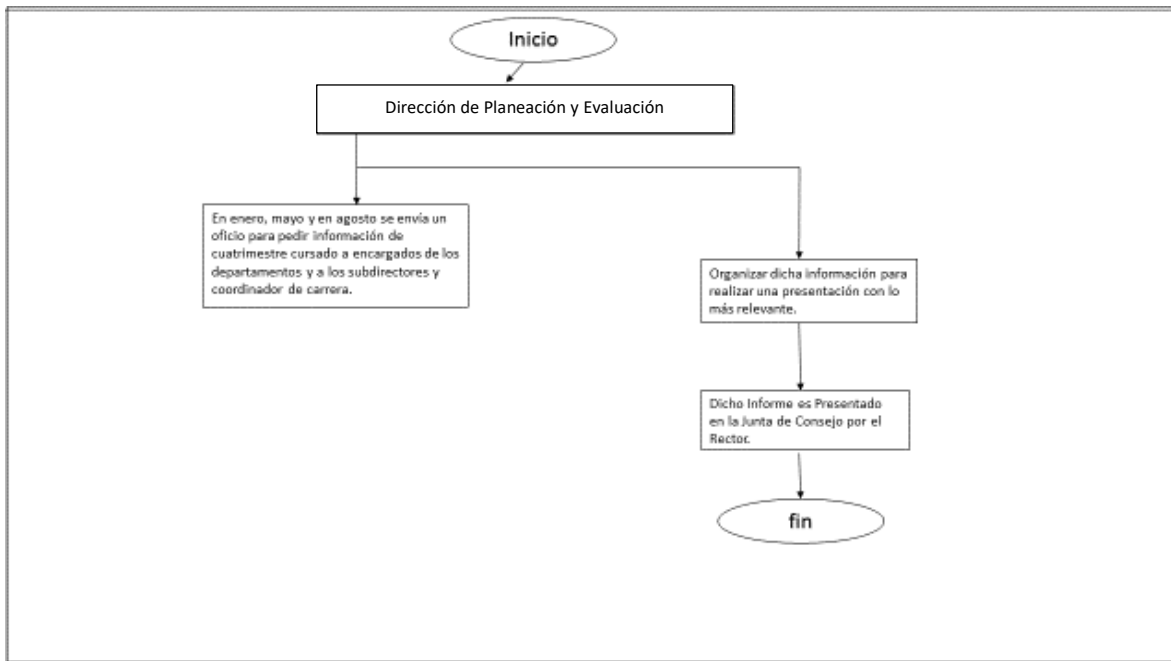 Inicio
Dirección de Planeación y Evaluación
En enero, mayo y en agosto se envía un
oficio para pedir información de
cuatrimestre cursado a encargados de los
departamentos y a los subdirectores y
coordinador de carrera.
Organizar dicha información para
realizar una presentación con lo
más relevante.
Dicho Informe es Presentado
en la Junta de Consejo por el
Rector.
fin